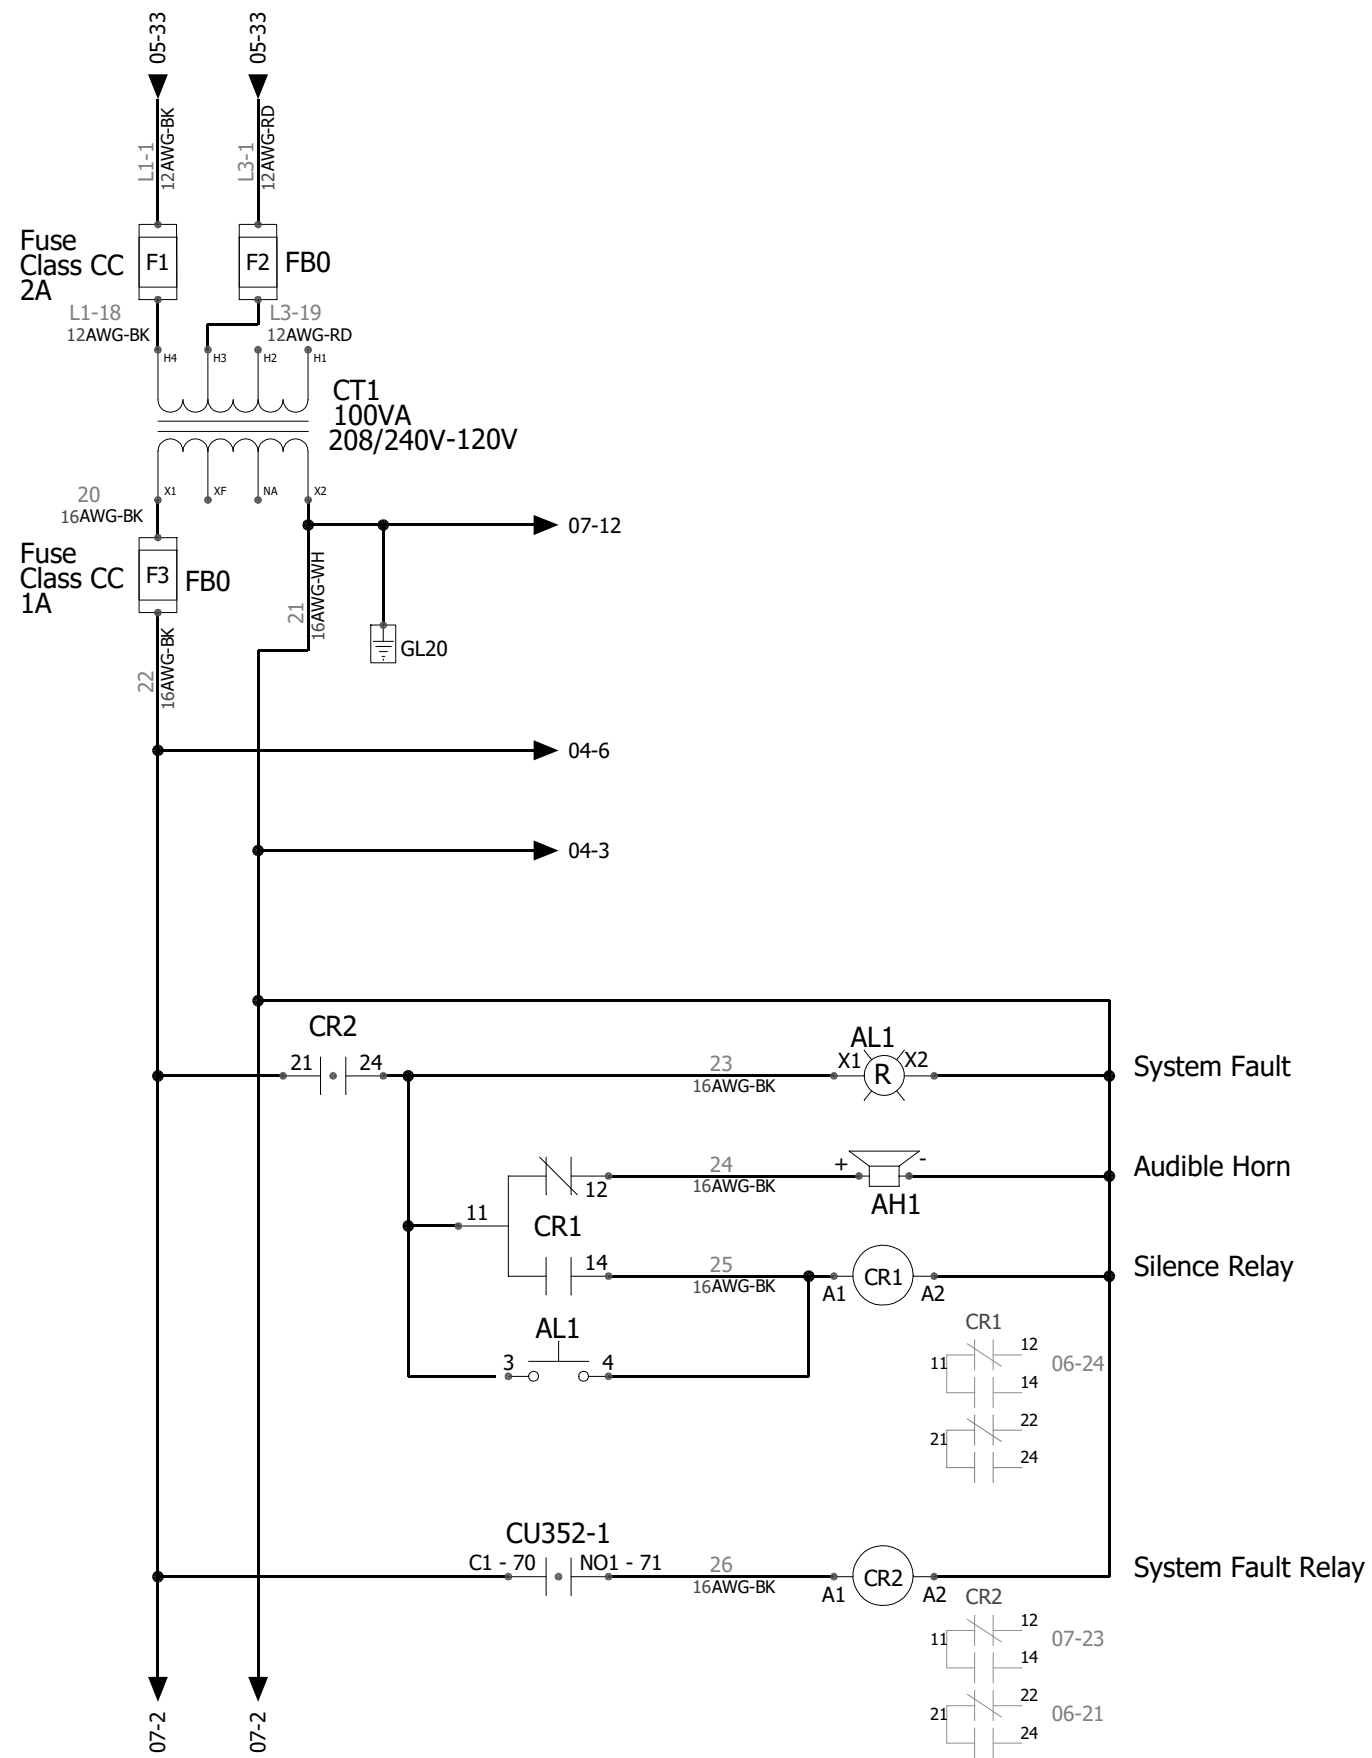 05-33
05-33
L1-1
12AWG-BK
L3-1
12AWG-RD
Fuse
Class CC
2A
F1
F2
FB0
L1-18
12AWG-BK
L3-19
12AWG-RD
H4
H3
H2
H1
CT1
100VA
208/240V-120V
X1
XF
NA
X2
20
16AWG-BK
07-12
Fuse
Class CC
1A
F3
FB0
21
16AWG-WH
GL20
22
16AWG-BK
04-6
04-3
CR2
21
24
23
16AWG-BK
AL1
X1
X2
R
System Fault
11
12
CR1
24
16AWG-BK
+
-
AH1
Audible Horn
14
25
16AWG-BK
A1
CR1
A2
Silence Relay
AL1
3
4
CR1
11
12
14
06-24
21
22
24
CU352-1
C1 - 70
NO1 - 71
26
16AWG-BK
A1
CR2
A2
System Fault Relay
CR2
11
12
14
07-23
21
22
24
06-21
07-2
07-2